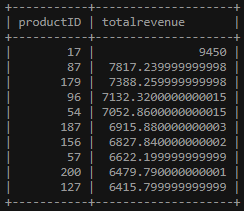 +-----------+------------------+
| productID | totalrevenue     |
+-----------+------------------+
| 17 | 9450 |
| 87 | 7817.239999999998 |
| 179 | 7388.259999999998 |
| 96 | 7132.3200000000015 |
| 54 | 7052.8600000000015 |
| 187 | 6915.880000000003 |
| 156 | 6827.840000000002 |
| 57 | 6622.199999999999 |
| 200 | 6479.790000000001 |
| 127 | 6415.799999999999 |
+-----------+------------------+